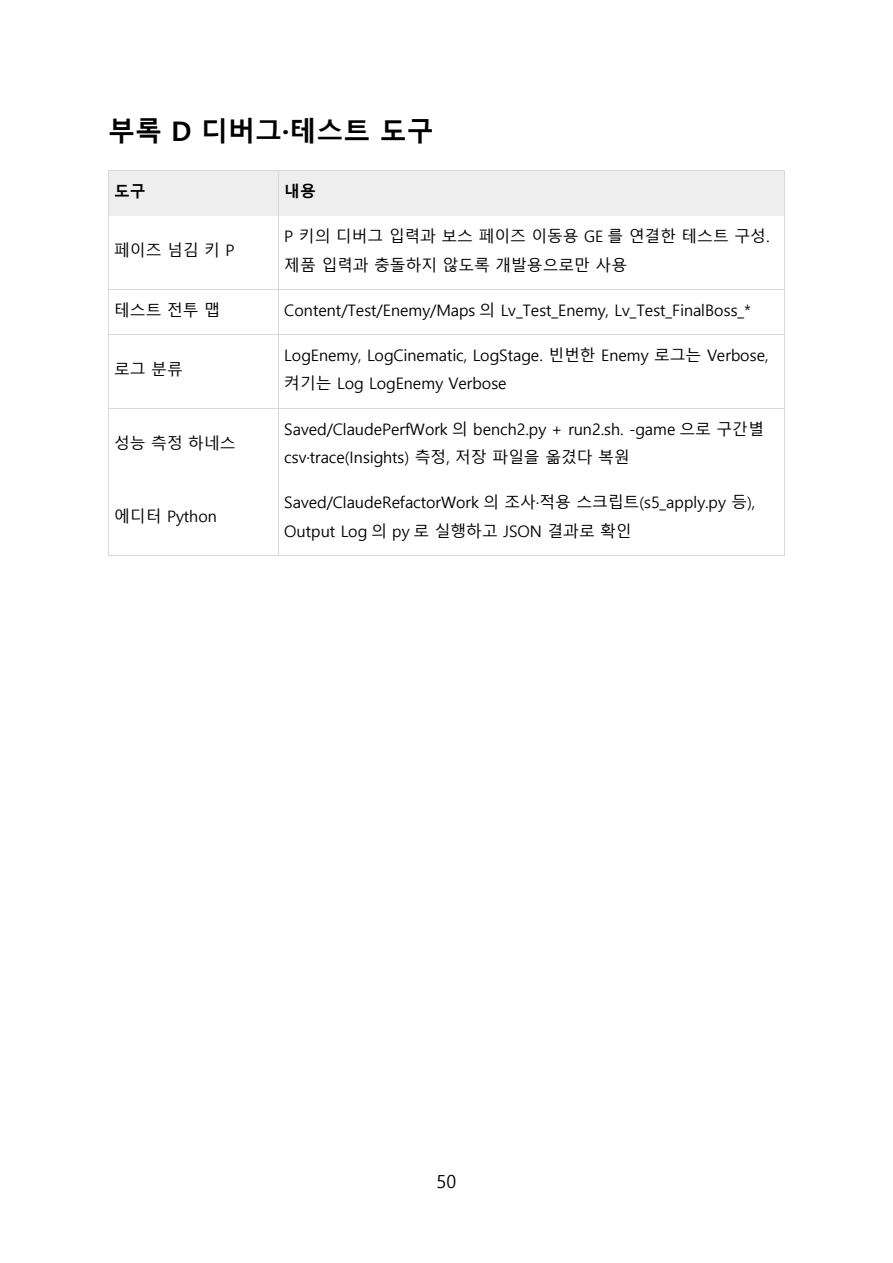 부록 D 디버그·테스트 도구
도구
내용
페이즈 넘김 키 P
P 키의 디버그 입력과 보스 페이즈 이동용 GE 를 연결한 테스트 구성.
제품 입력과 충돌하지 않도록 개발용으로만 사용
테스트 전투 맵
Content/Test/Enemy/Maps 의 Lv_Test_Enemy, Lv_Test_FinalBoss_*
로그 분류
LogEnemy, LogCinematic, LogStage. 빈번한 Enemy 로그는 Verbose,
켜기는 Log LogEnemy Verbose
성능 측정 하네스
Saved/ClaudePerfWork 의 bench2.py + run2.sh. -game 으로 구간별
csv·trace(Insights) 측정, 저장 파일을 옮겼다 복원
에디터 Python
Saved/ClaudeRefactorWork 의 조사·적용 스크립트(s5_apply.py 등),
Output Log 의 py 로 실행하고 JSON 결과로 확인
50